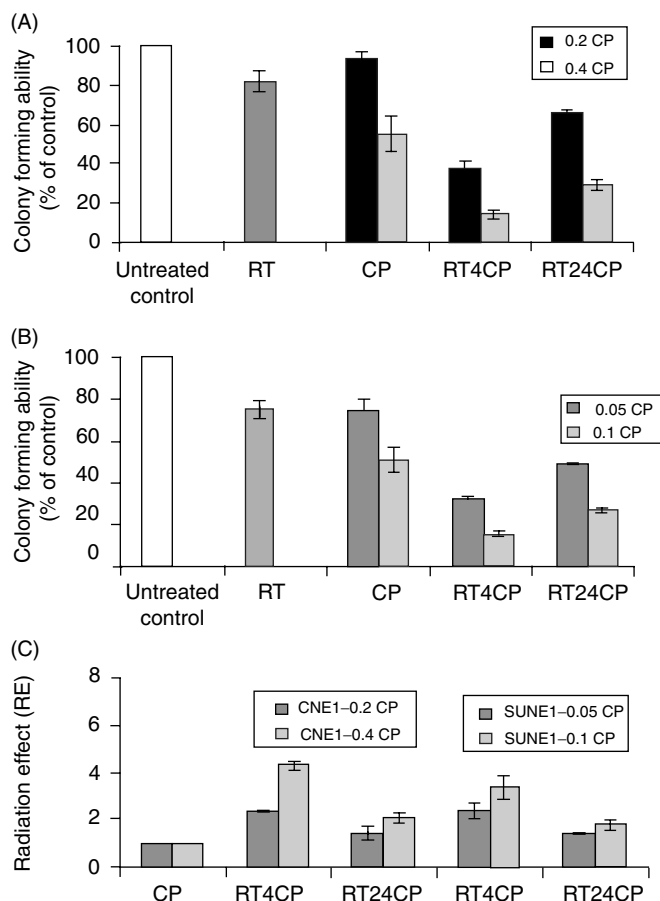 (A)
Colony forming ability
(% of control)
100
80
60
40
20
0
0.2 CP
0.4 CP
Untreated
control
RT
CP
RT4CP
RT24CP
(B)
Colony forming ability
(% of control)
100
80
60
40
20
0
0.05 CP
0.1 CP
Untreated
control
RT
CP
RT4CP
RT24CP
(C)
Radiation effect (RE)
8
6
4
2
0
CNE1–0.2 CP
CNE1–0.4 CP
SUNE1–0.05 CP
SUNE1–0.1 CP
CP
RT4CP
RT24CP
RT4CP
RT24CP